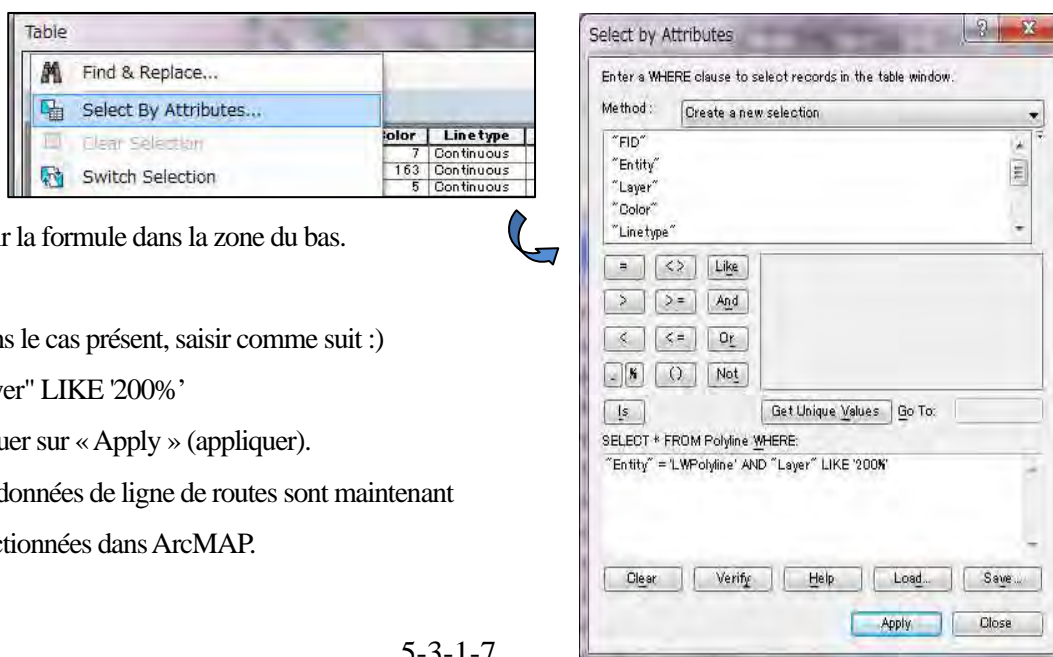 Table
Find & Replace...
Select By Attributes...
Clear Selection
Switch Selection
olor Linetype
7 Continuous
163 Continuous
5 Continuous
r la formule dans la zone du bas.
s le cas présent, saisir comme suit :)
yer" LIKE '200%’
uer sur « Apply » (appliquer).
données de ligne de routes sont maintenant
ctionnées dans ArcMAP.
5-3-1-7
Select by Attributes
Enter a WHERE clause to select records in the table window.
Method : Create a new selection
"FID"
"Entity"
"Layer"
"Color"
"Linetype"
= <> Like
> >= And
< <= Or
_ % () Not
Is Get Unique Values Go To:
SELECT * FROM Polyline WHERE:
"Entity" = 'LWPolyline' AND "Layer" LIKE '200%'
Clear Verify Help Load... Save...
Apply Close